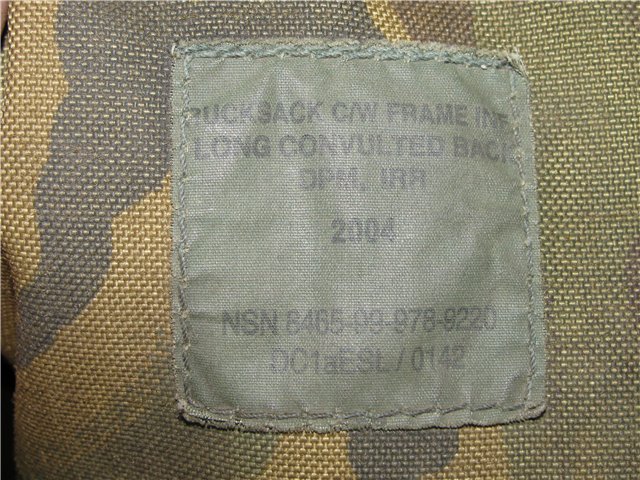 RUCKSACK C/W FRAME INF
LONG CONVULTED BACK
DPM, IRR
2004
NSN 8465-99-978-9220
DC1aESL / 0142